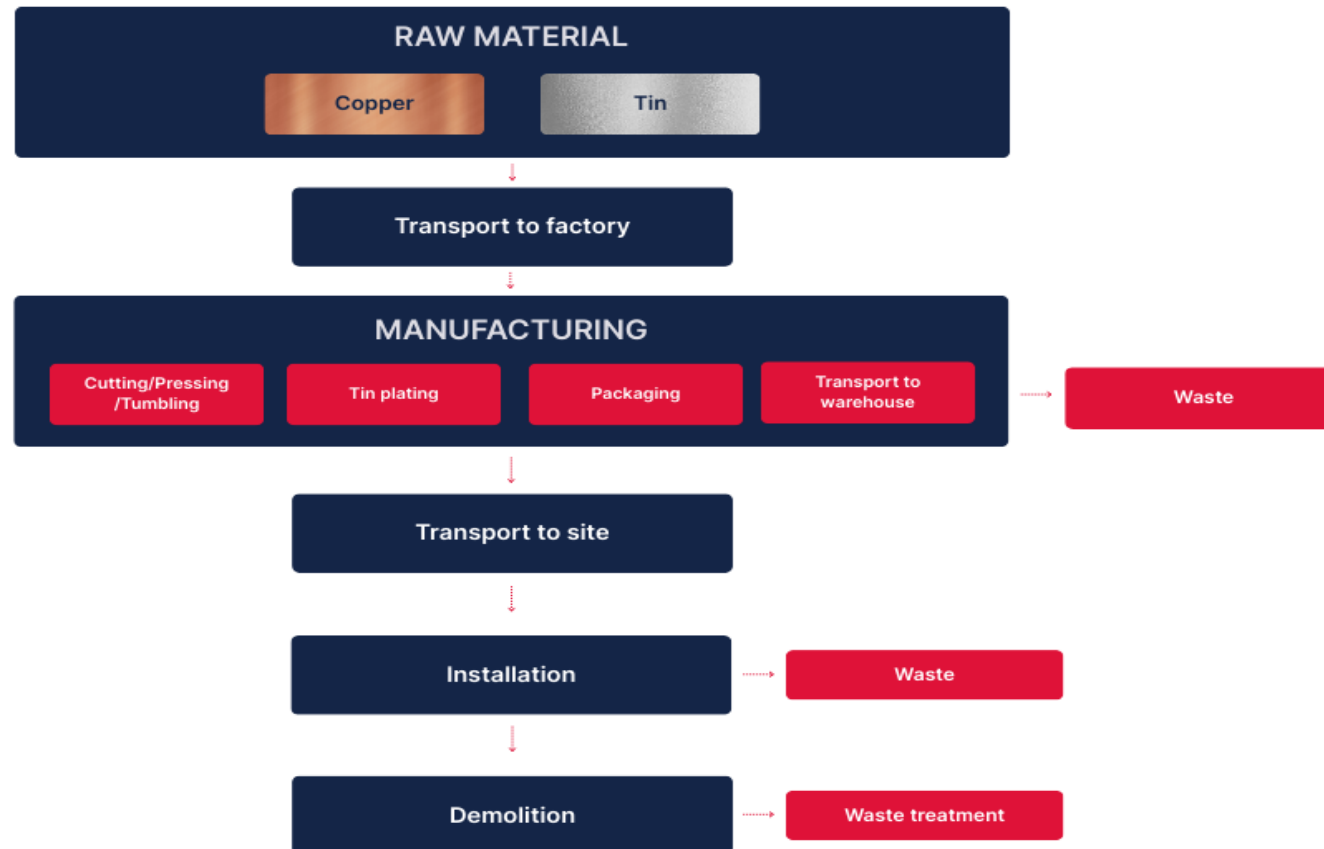 RAW MATERIAL
Copper
Tin
Transport to factory
MANUFACTURING
Cutting/Pressing
/Tumbling
Tin plating
Packaging
Transport to
warehouse
Waste
Transport to site
Installation
Waste
Demolition
Waste treatment